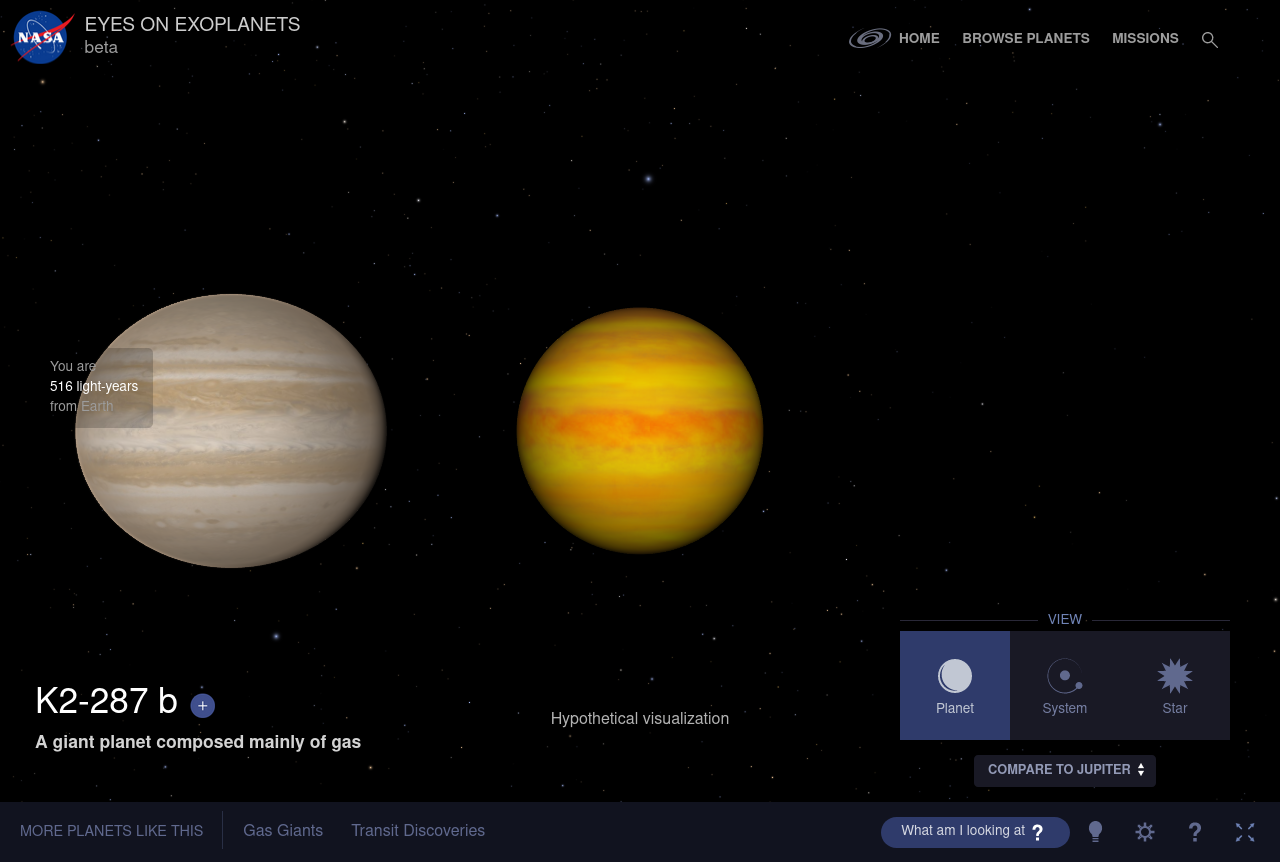 NASA
EYES ON EXOPLANETS
beta
HOME
BROWSE PLANETS
MISSIONS
You are
516 light-years
from Earth
K2-287 b +
A giant planet composed mainly of gas
Hypothetical visualization
VIEW
Planet
System
Star
COMPARE TO JUPITER
MORE PLANETS LIKE THIS
Gas Giants
Transit Discoveries
What am I looking at ?
?